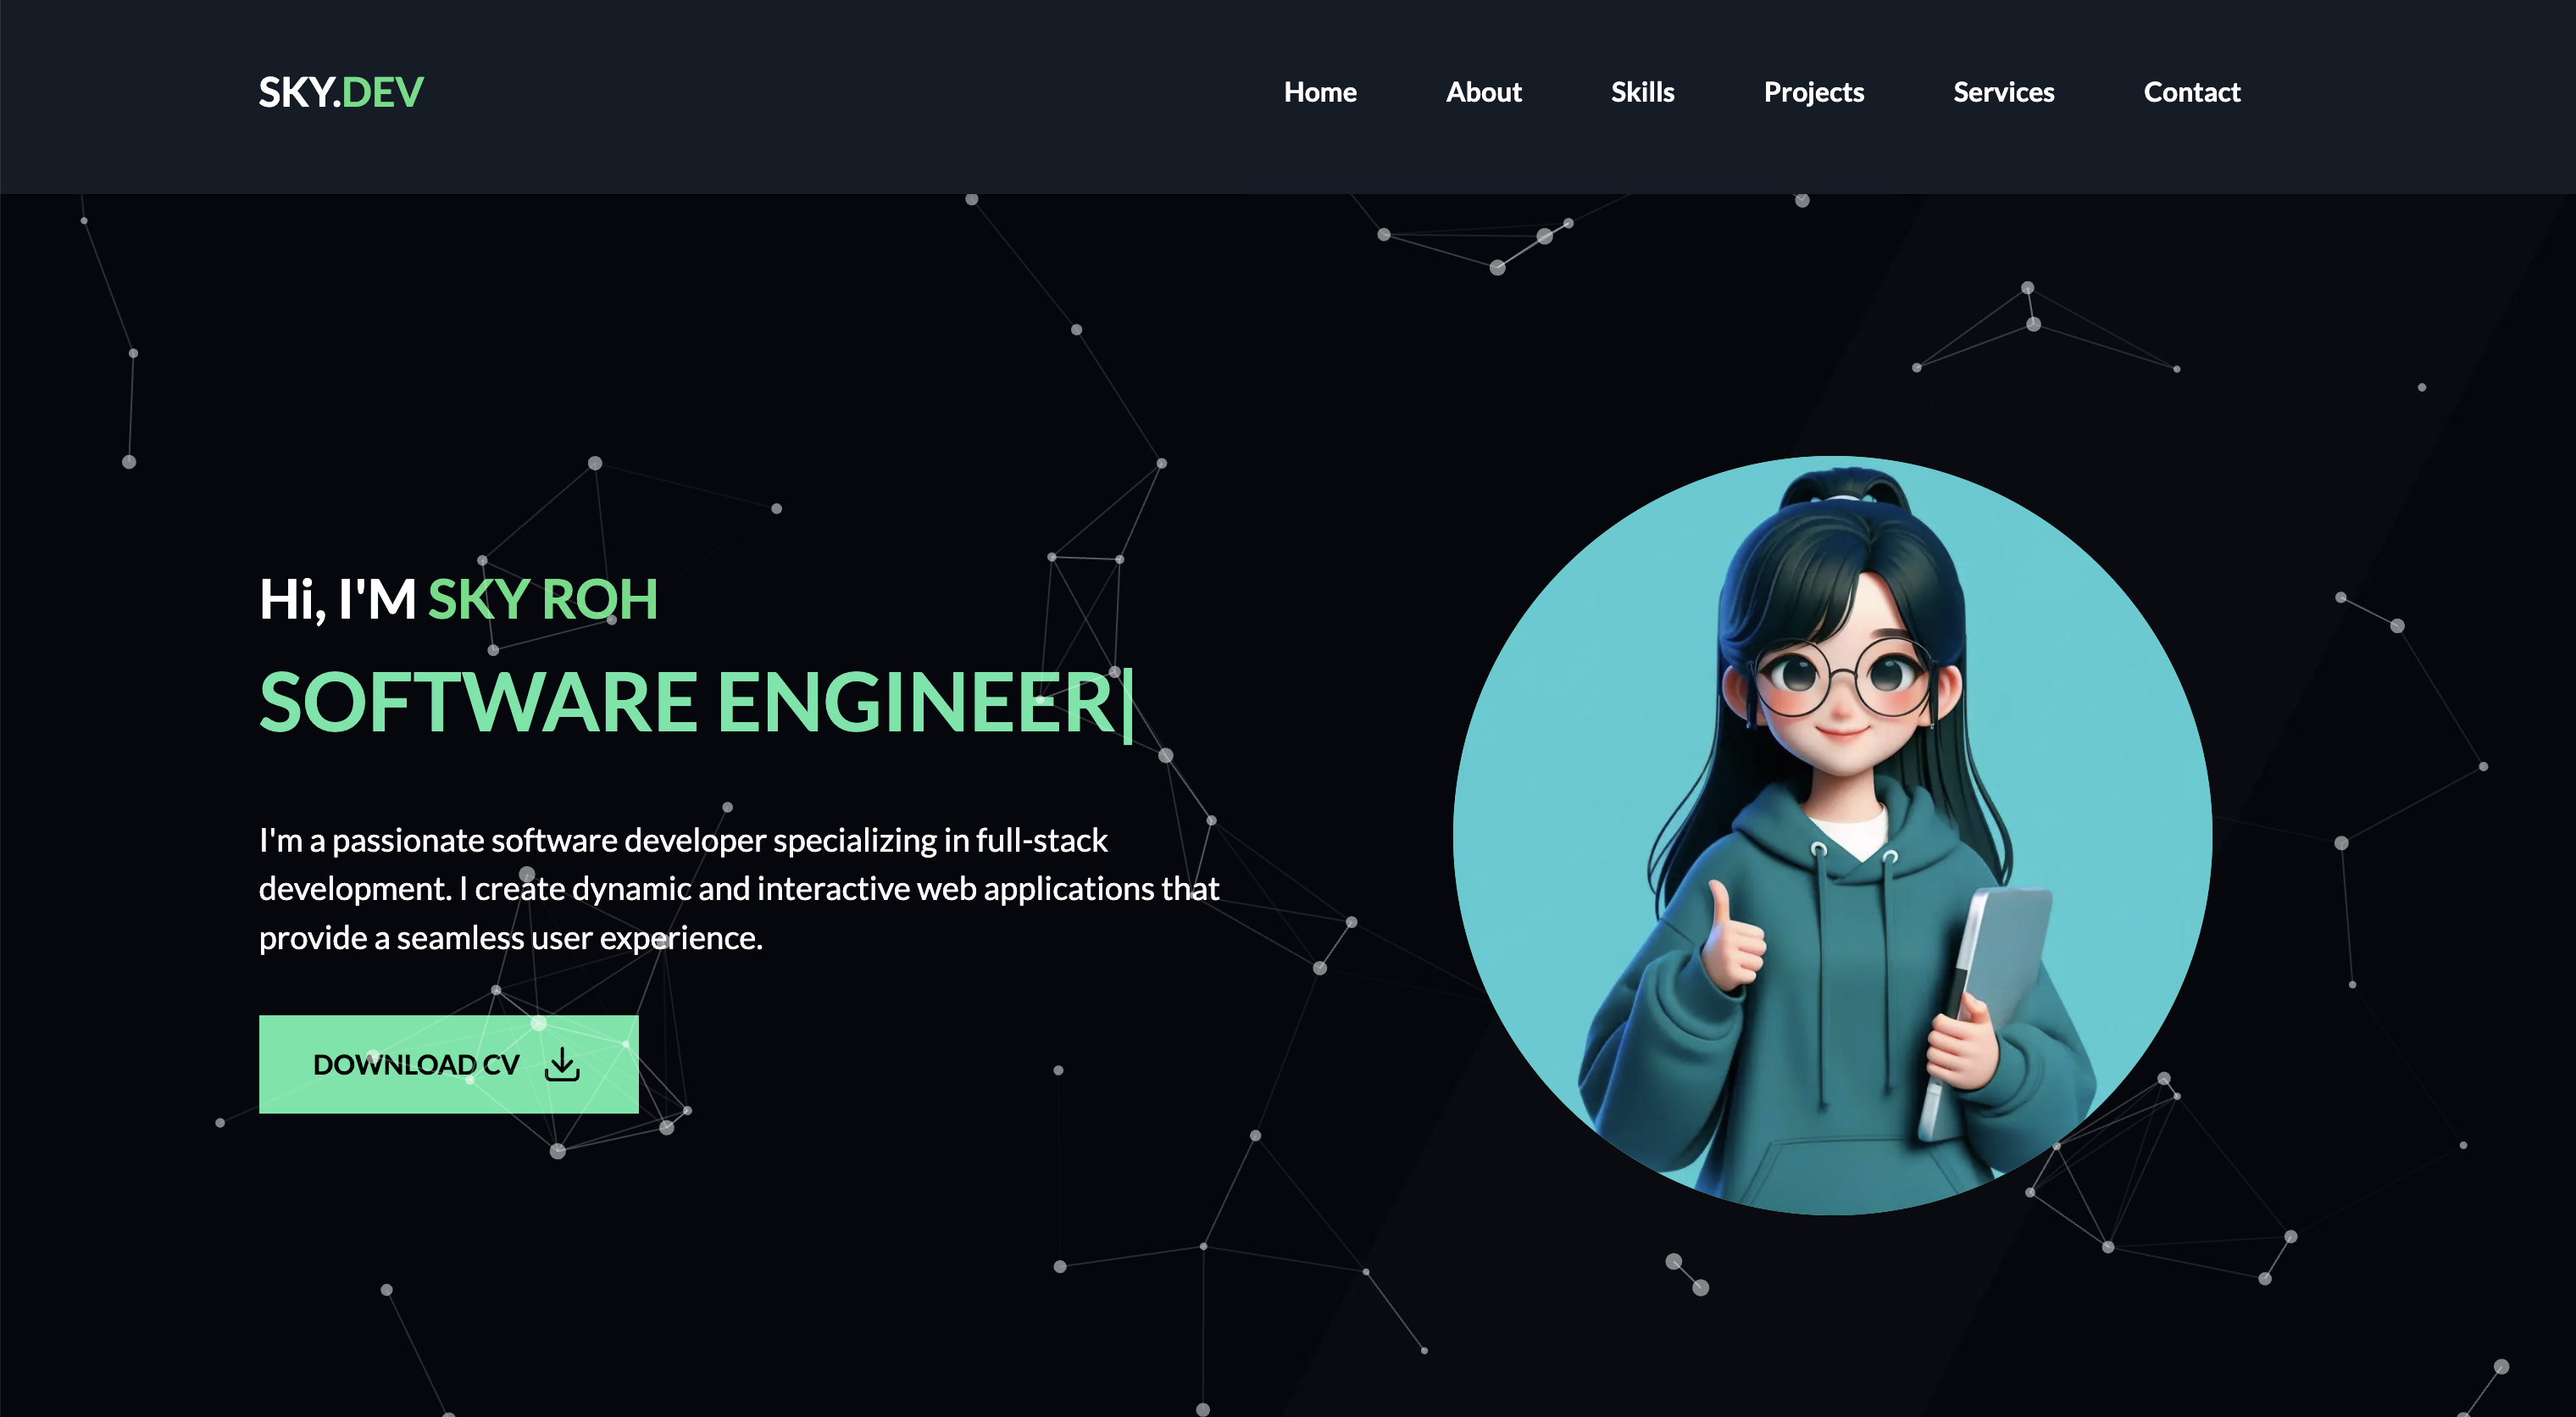 SKY.DEV
Home About Skills Projects Services Contact
Hi, I'M SKY ROH
SOFTWARE ENGINEER|
I'm a passionate software developer specializing in full-stack
development. I create dynamic and interactive web applications that
provide a seamless user experience.
DOWNLOAD CV